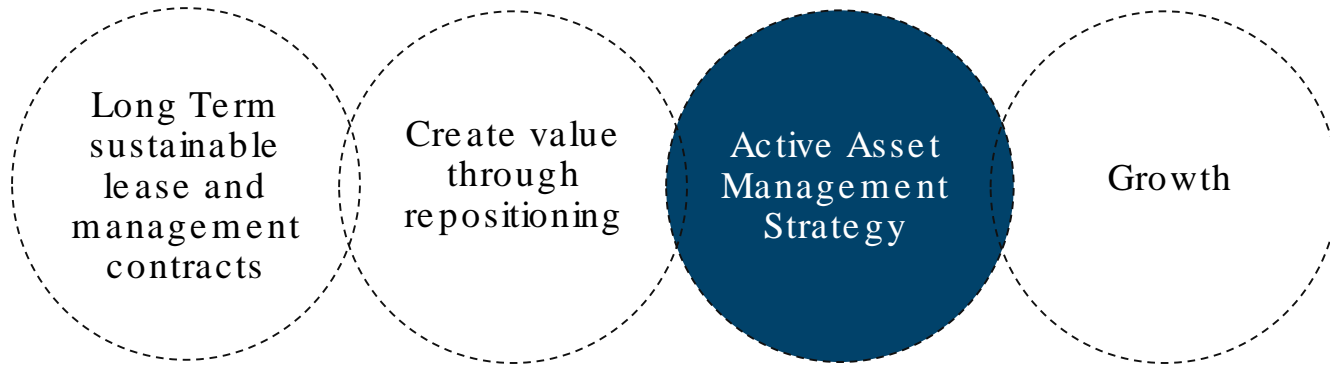 Long Term
sustainable
lease and
management
contracts
Create value
through
repositioning
Active Asset
Management
Strategy
Growth